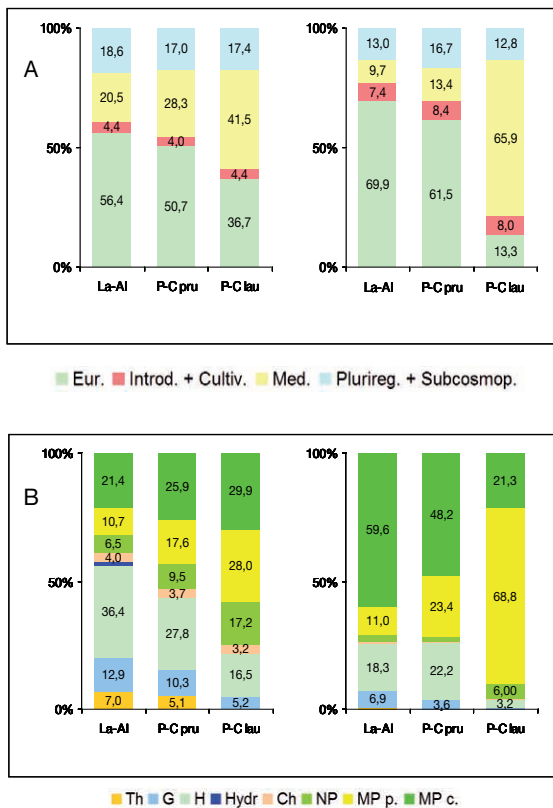 100%
18,6 17,0 17,4
A
20,5 28,3 41,5
4,4 4,0 4,4
50%
56,4 50,7 36,7
0%
La-Al P-C pru P-C lau
100%
13,0 16,7 12,8
9,7 13,4 65,9
7,4 8,4 8,0
50%
69,9 61,5 13,3
0%
La-Al P-C pru P-C lau
Eur. Introd. + Cultiv. Med. Plurireg. + Subcosmop.
100%
B
21,4 25,9 29,9
10,7 17,6 28,0
6,5 9,5 17,2
4,0 3,7 3,2
50%
36,4 27,8 16,5
12,9 10,3 5,2
7,0 5,1
0%
La-Al P-C pru P-C lau
100%
59,6 48,2 21,3
50%
11,0 23,4 68,8
18,3 22,2 6,00
6,9 3,6 3,2
0%
La-Al P-C pru P-C lau
Th G H Hydr Ch NP MP p. MP c.